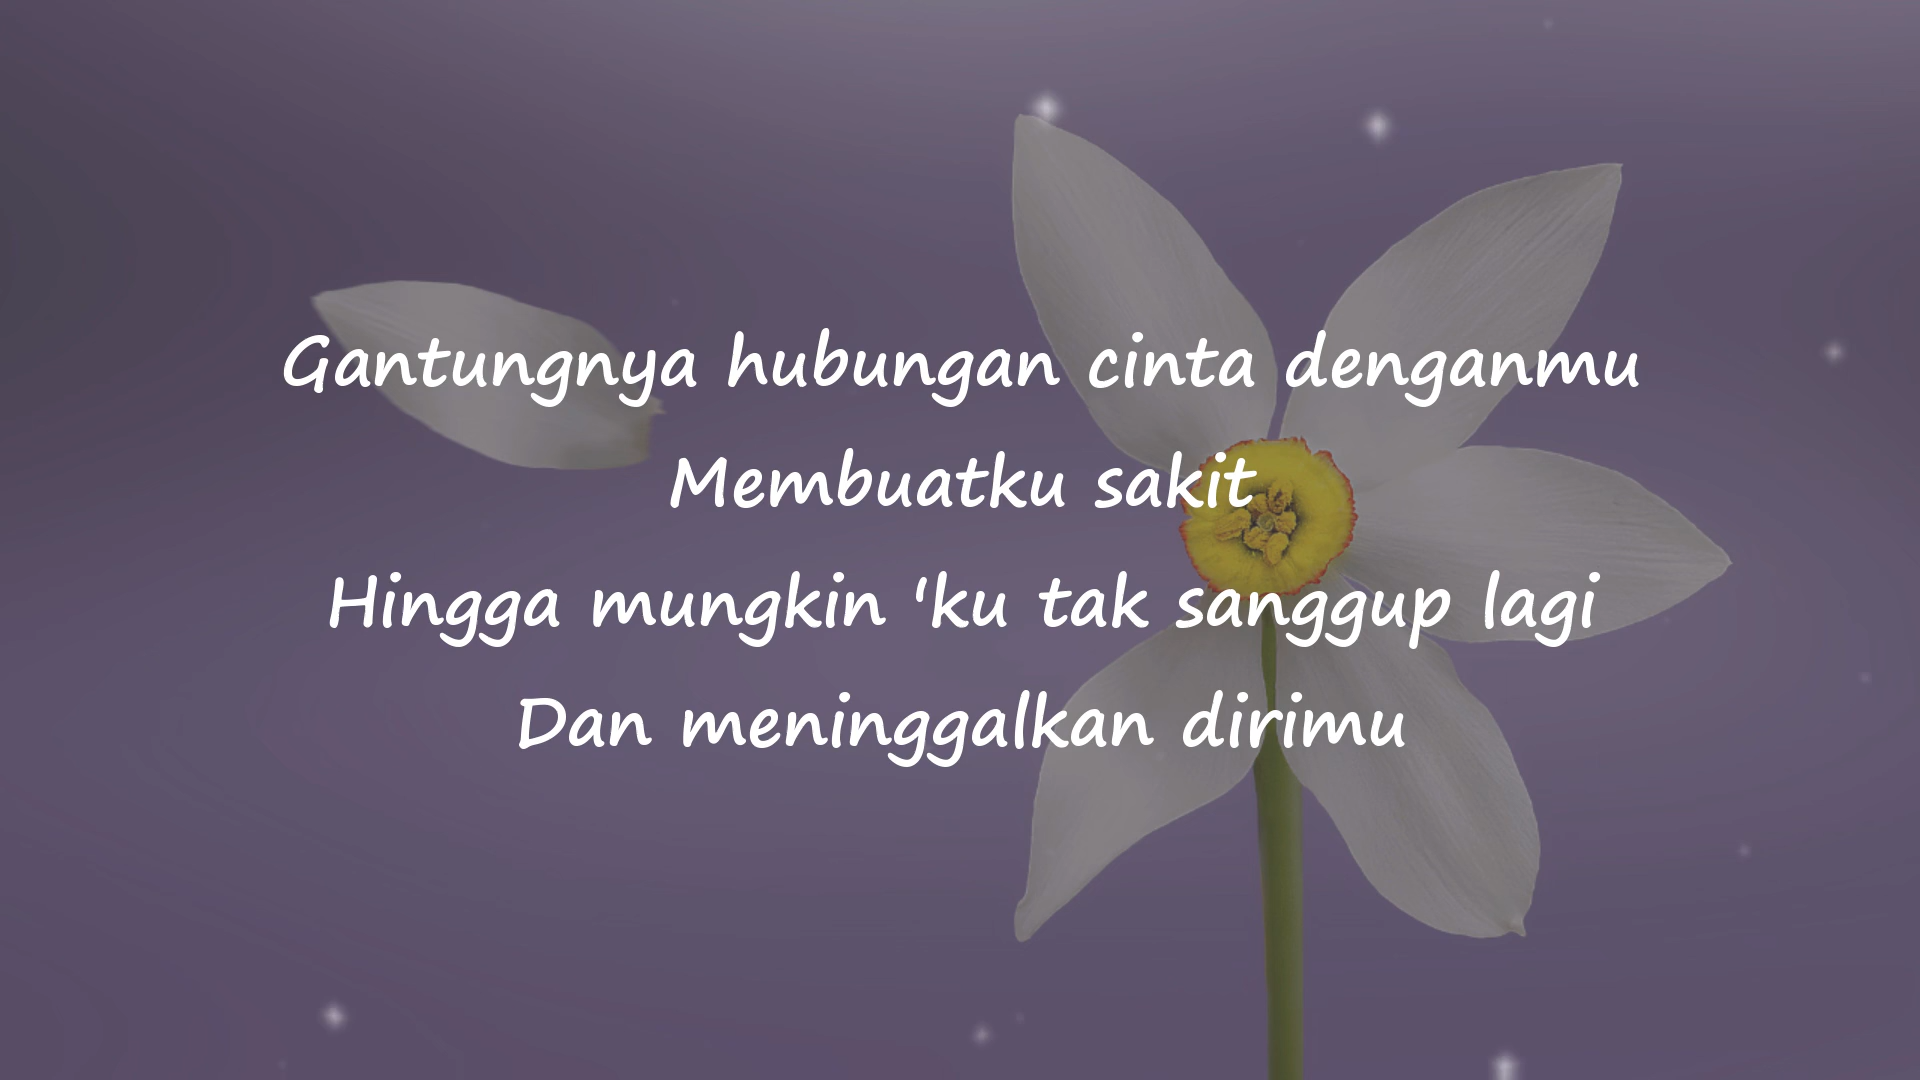 Gantungnya hubungan cinta denganmu
Membuatku sakit
Hingga mungkin 'ku tak sanggup lagi
Dan meninggalkan dirimu